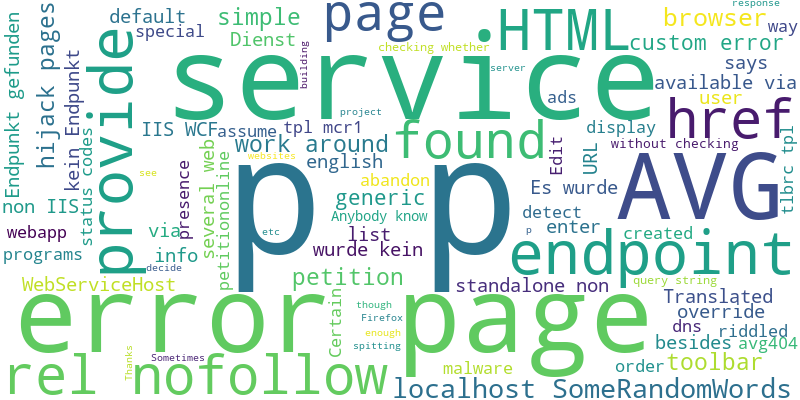 response
default
special
simple
Dienst
page
HTML
browser
way
custom error
says
available via
checking whether
server
building
Endpunkt gefunden
hijack pages
kein Endpunkt
provide
service
project
IIS WCF
assume
tpl mcr1
work around
english
found
ads
user
display
URL
Edit
href
without checking
tlbrc tpl
status codes
non IIS
webapp
programs
presence
via
info
several web
petitiononline
websites
see
etc
p p
abandon
generic
Anybody know
list
wurde kein
Es wurde
detect
enter
p
AVG
endpoint
created
WebServiceHost
decide
petition
standalone non
query string
Translated
override
dns
riddled
error page
Certain
though
Firefox
enough
spitting
besides
avg404
order
toolbar
malware
Thanks
Sometimes
rel nofollow
localhost SomeRandomWords